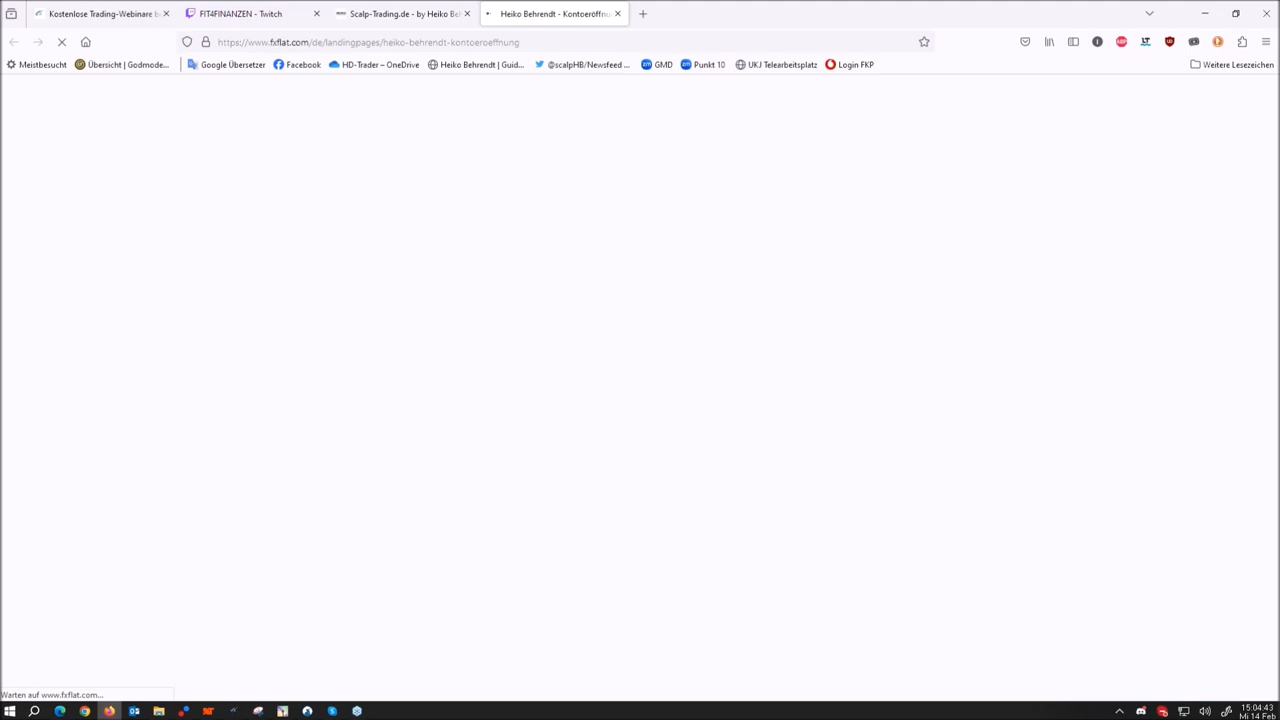 Kostenlose Trading-Webinare b
FIT4FINANZEN - Twitch
Scalp-Trading.de - by Heiko Be
Heiko Behrendt - Kontoeröffnu
https://www.fxflat.com/de/landingpages/heiko-behrendt-kontoeroeffnung
Meistbesucht
Übersicht | Godmode...
Google Übersetzer
Facebook
HD-Trader – OneDrive
Heiko Behrendt | Guid...
@scalpHB/Newsfeed ...
GMD
Punkt 10
UKJ Telearbeitsplatz
Login FKP
Weitere Lesezeichen
Warten auf www.fxflat.com...
15:04:43
Mi 14 Feb